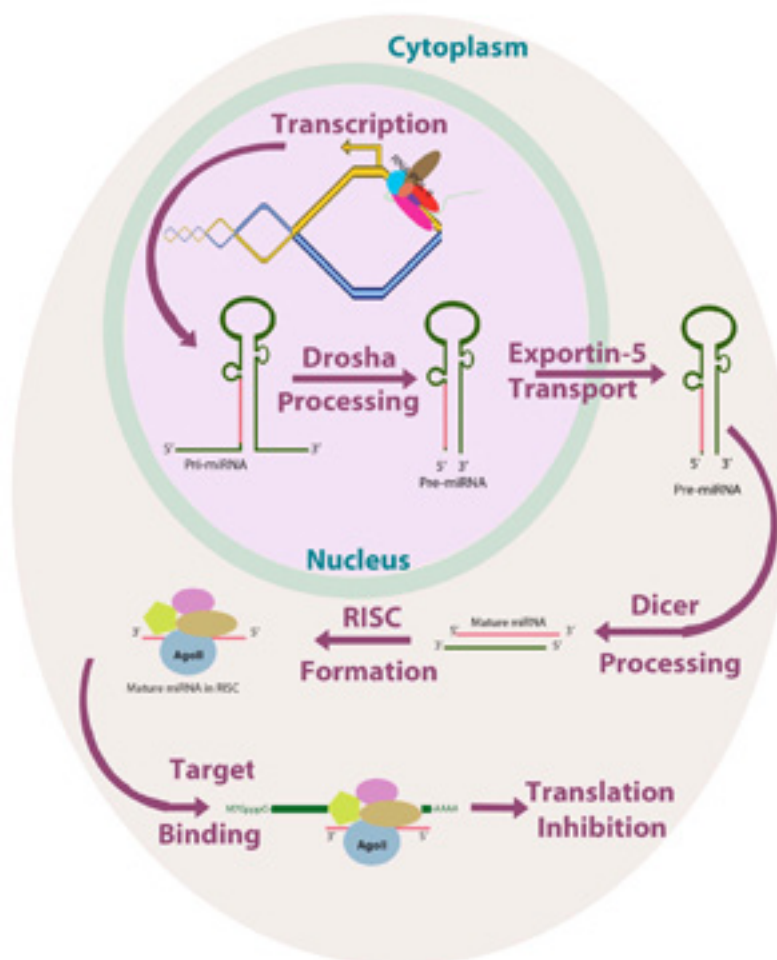 Cytoplasm
Transcription
Drosha
Processing
Exportin-5
Transport
5'
3'
Pri-miRNA
5'
3'
Pre-miRNA
5'
3'
Pre-miRNA
Nucleus
RISC
Formation
5'
Mature miRNA
3'
3'
5'
Dicer
Processing
3'
5'
AgoII
Mature miRNA in RISC
Target
Binding
AAAA
3'
5'
AgoII
Translation
Inhibition